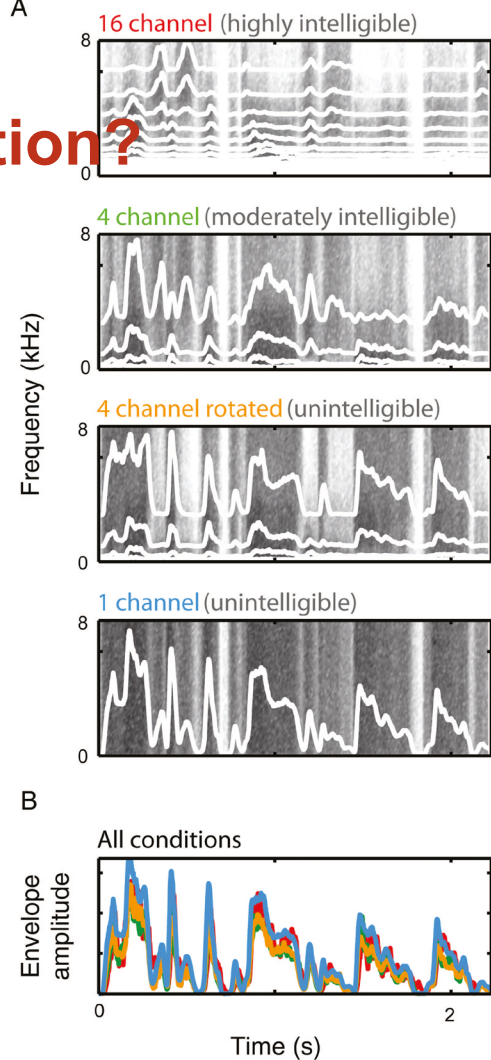 A
16 channel (highly intelligible)
8
tion?
0
4 channel (moderately intelligible)
8
0
Frequency (kHz)
4 channel rotated (unintelligible)
8
0
1 channel (unintelligible)
8
0
B
All conditions
Envelope
amplitude
0 2
Time (s)